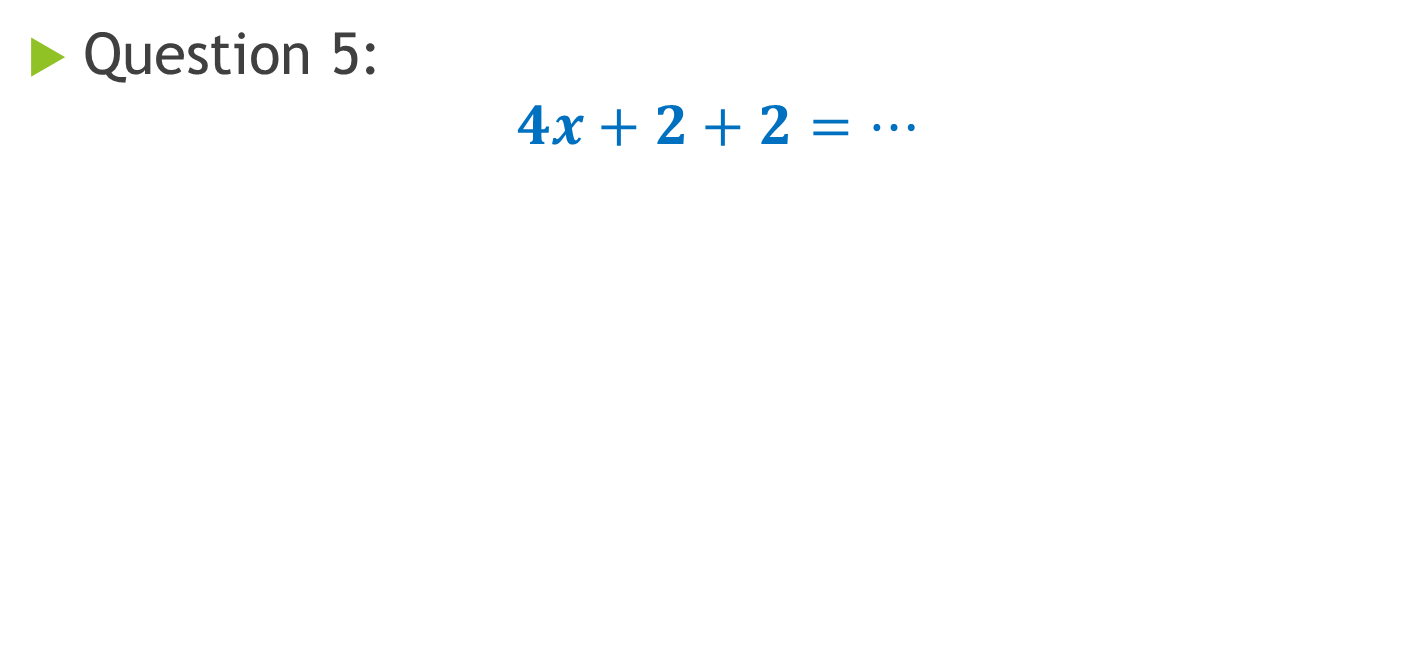 Question 5:
4x + 2 + 2 = ⋯